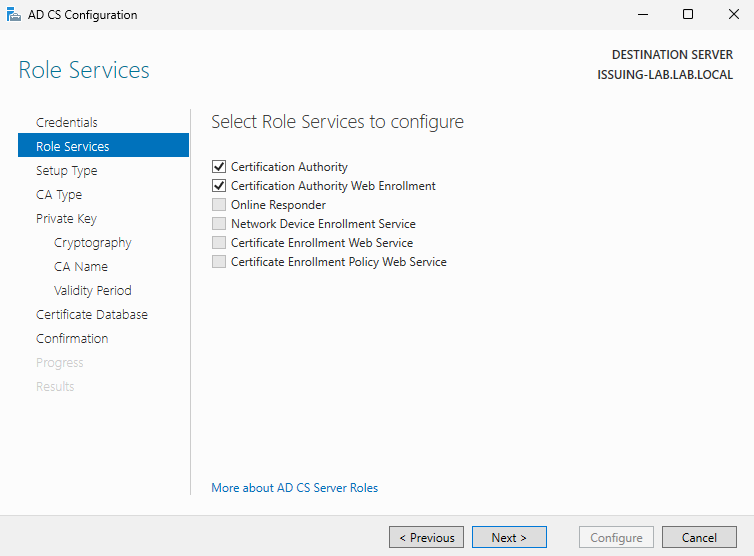 AD CS Configuration
Role Services
DESTINATION SERVER
ISSUING-LAB.LAB.LOCAL
Credentials
Role Services
Setup Type
CA Type
Private Key
Cryptography
CA Name
Validity Period
Certificate Database
Confirmation
Progress
Results
Select Role Services to configure
Certification Authority
Certification Authority Web Enrollment
Online Responder
Network Device Enrollment Service
Certificate Enrollment Web Service
Certificate Enrollment Policy Web Service
More about AD CS Server Roles
< Previous
Next >
Configure
Cancel